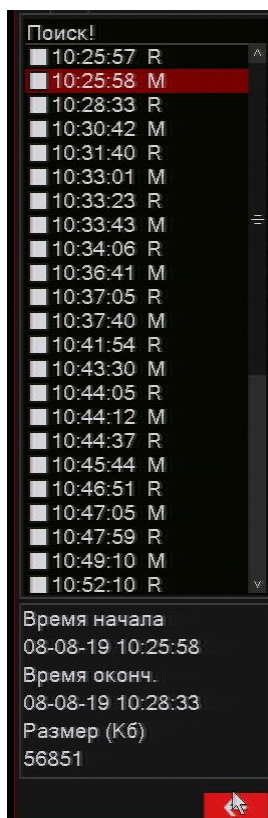 Поиск!
10:25:57 R
10:25:58 M
10:28:33 R
10:30:42 M
10:31:40 R
10:33:01 M
10:33:23 R
10:33:43 M
10:34:06 R
10:36:41 M
10:37:05 R
10:37:40 M
10:41:54 R
10:43:30 M
10:44:05 R
10:44:12 M
10:44:37 R
10:45:44 M
10:46:51 R
10:47:05 M
10:47:59 R
10:49:10 M
10:52:10 R
Время начала
08-08-19 10:25:58
Время оконч.
08-08-19 10:28:33
Размер (Кб)
56851